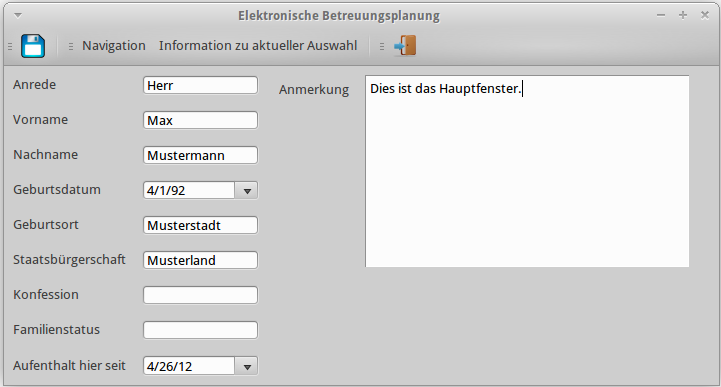 Elektronische Betreuungsplanung
Navigation Information zu aktueller Auswahl
Anrede Herr
Vorname Max
Nachname Mustermann
Geburtsdatum 4/1/92
Geburtsort Musterstadt
Staatsbürgerschaft Musterland
Konfession
Familienstatus
Aufenthalt hier seit 4/26/12
Anmerkung Dies ist das Hauptfenster.